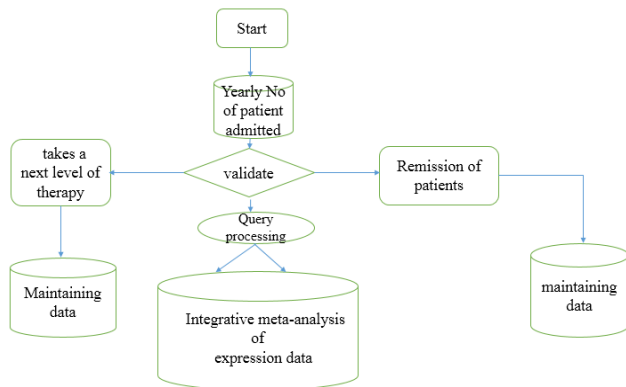 Start
Yearly No
of patient
admitted
takes a
next level of
therapy
validate
Remission of
patients
Query
processing
Maintaining
data
Integrative meta-analysis
of
expression data
maintaining
data